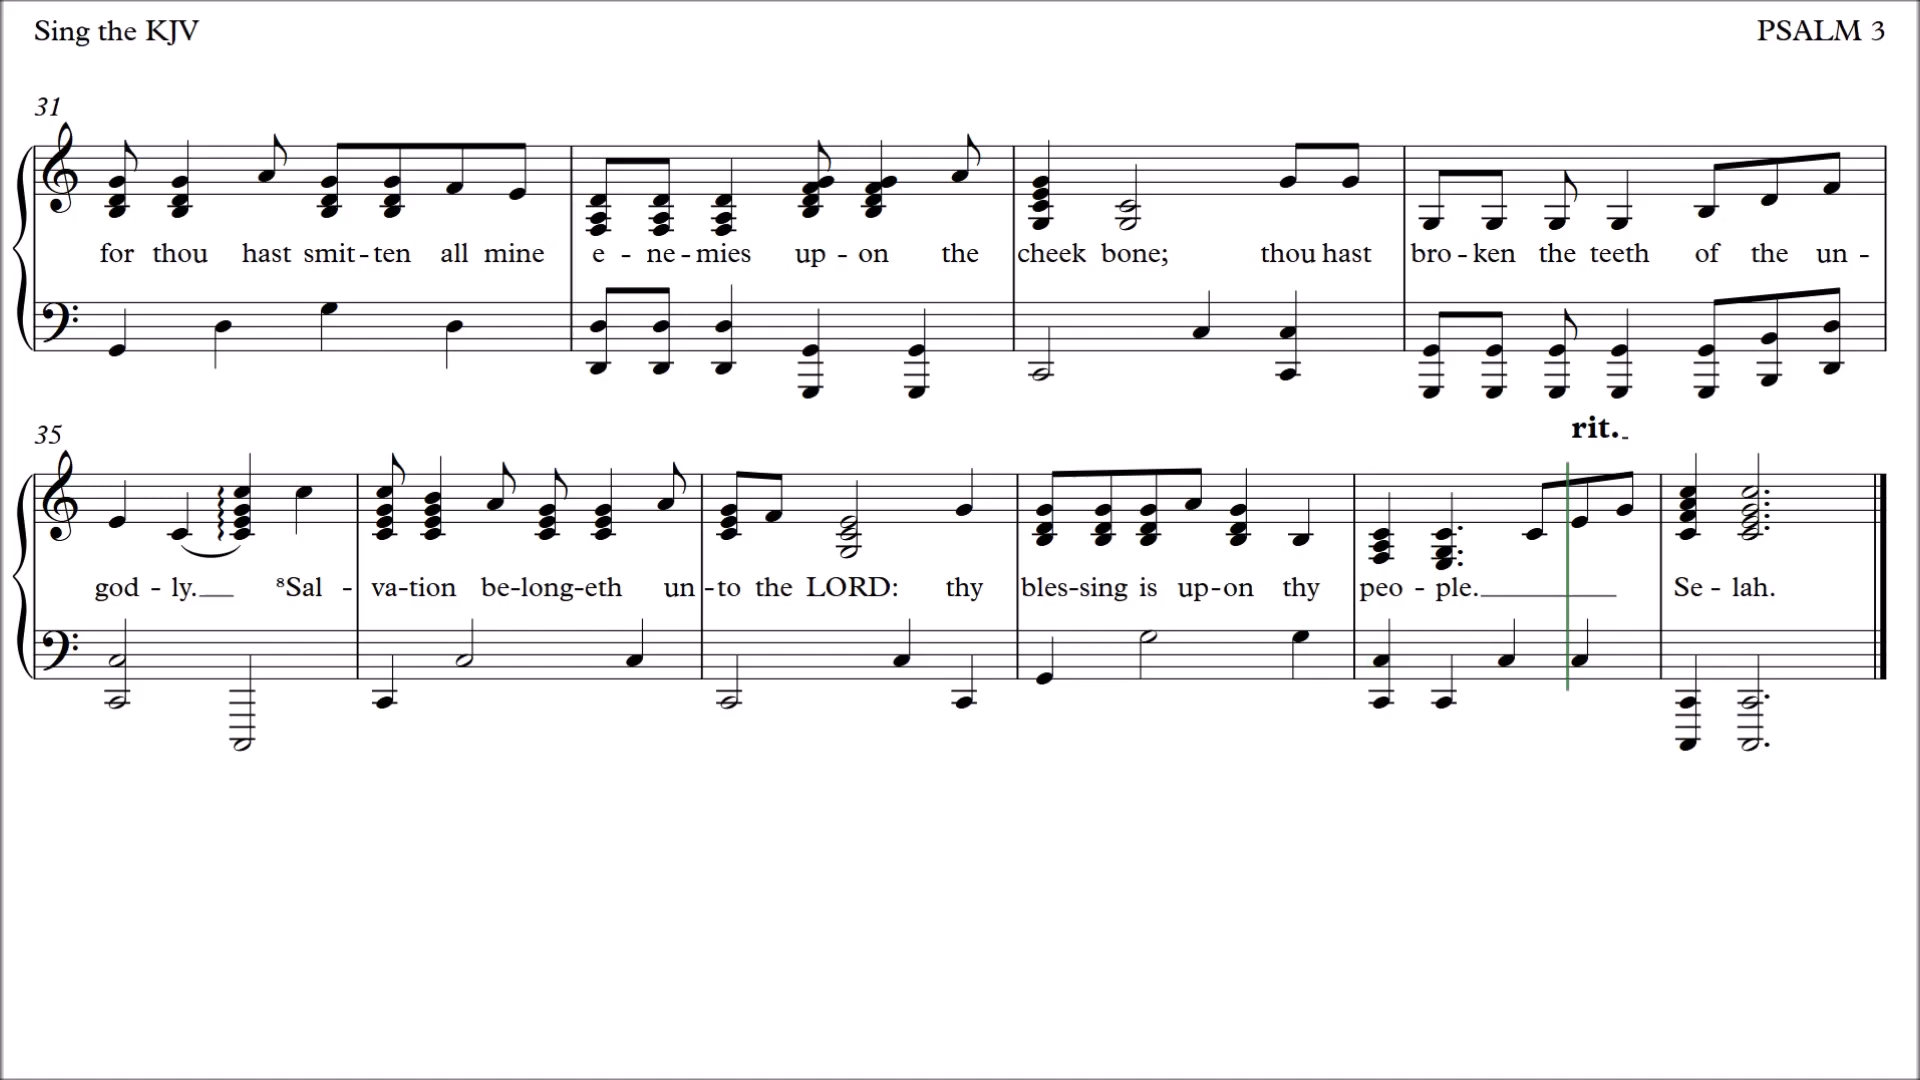 Sing the KJV
PSALM 3
31
for thou hast smit - ten all mine e - ne - mies up - on the cheek bone; thou hast bro - ken the teeth of the un -
35
rit.
god - ly. ⁸Sal - va - tion be - long - eth un - to the LORD: thy bles - sing is up - on thy peo - ple. Se - lah.